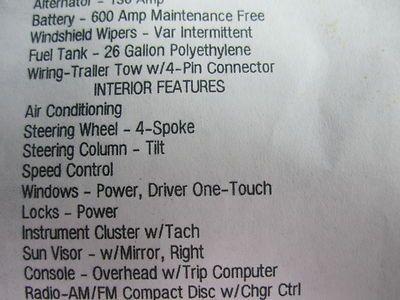 Alternator - 136 Amp
Battery - 600 Amp Maintenance Free
Windshield Wipers - Var Intermittent
Fuel Tank - 26 Gallon Polyethylene
Wiring-Trailer Tow w/4-Pin Connector
INTERIOR FEATURES
Air Conditioning
Steering Wheel - 4-Spoke
Steering Column - Tilt
Speed Control
Windows - Power, Driver One-Touch
Locks - Power
Instrument Cluster w/Tach
Sun Visor - w/Mirror, Right
Console - Overhead w/Trip Computer
Radio-AM/FM Compact Disc w/Chgr Ctrl